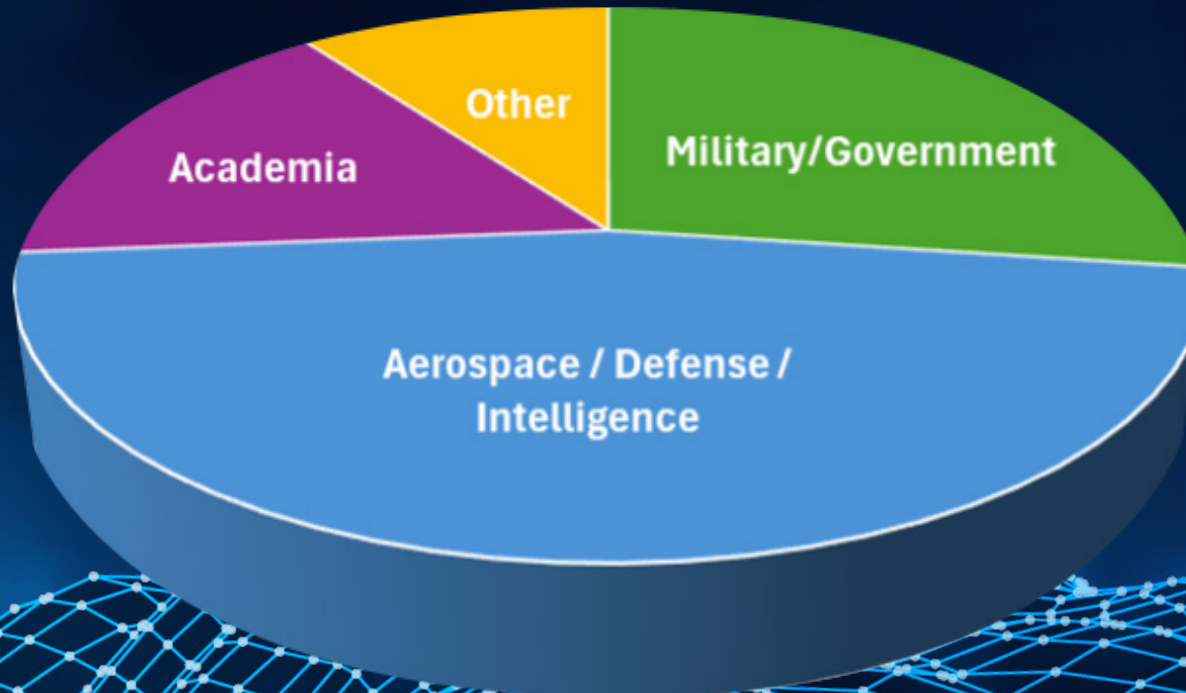 Other
Military/Government
Academia
Aerospace / Defense /
Intelligence